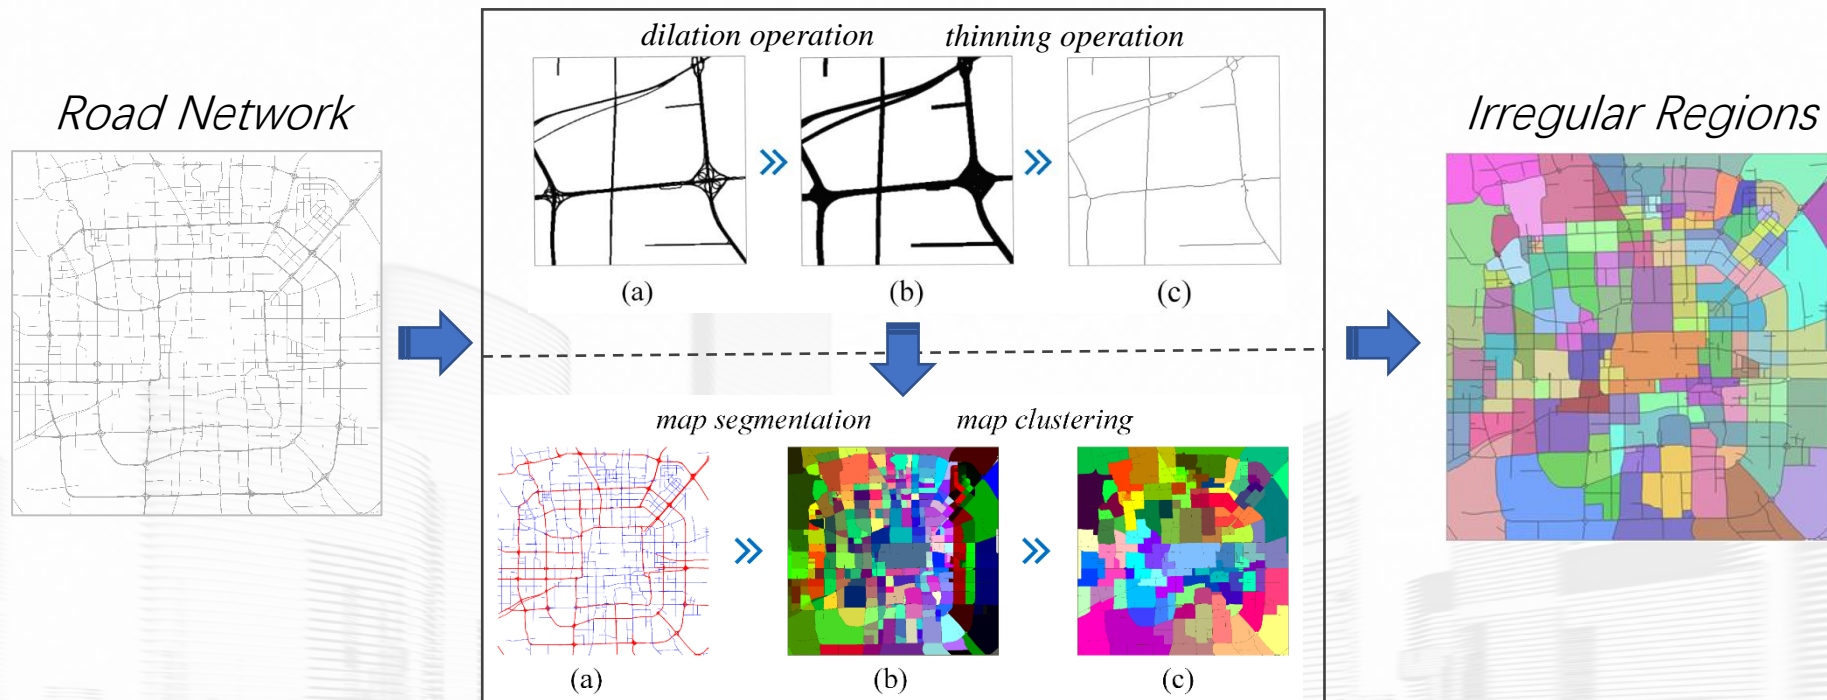 dilation operation thinning operation
Road Network
Irregular Regions
(a) (b) (c)
map segmentation map clustering
(a) (b) (c)